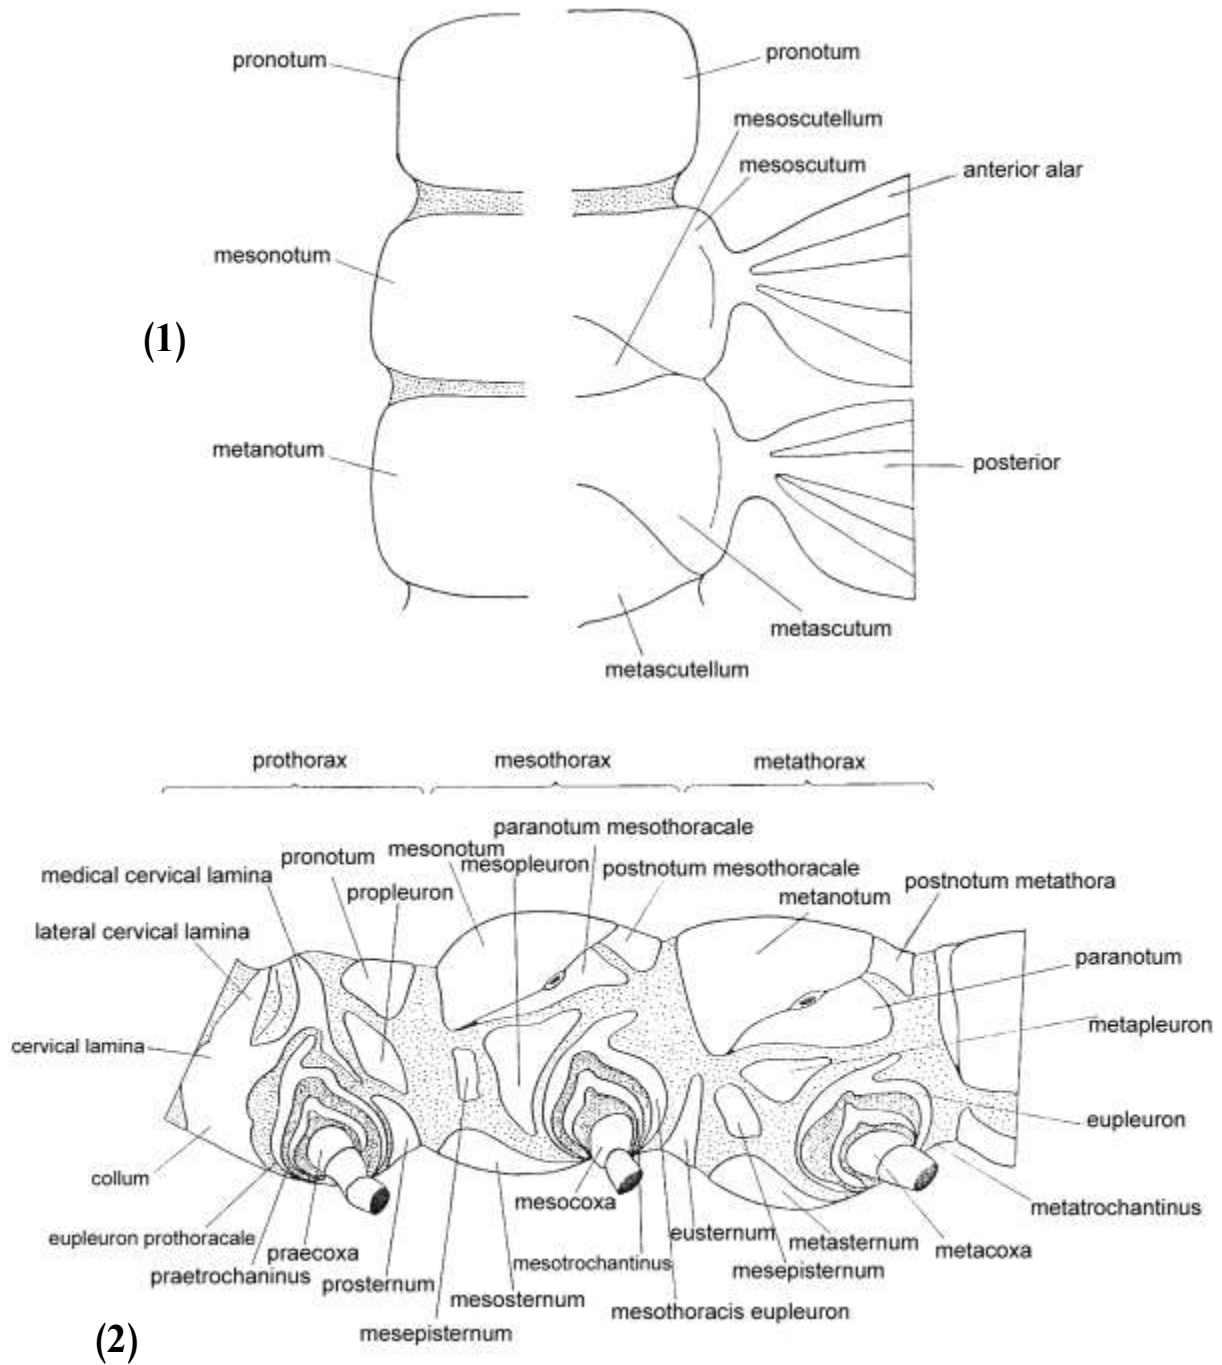 pronotum
pronotum
mesoscutellum
mesoscutum
anterior alar
mesonotum
(1)
metanotum
posterior
metascutum
metascutellum
prothorax
mesothorax
metathorax
paranotum mesothoracale
pronotum
mesonotum
mesopleuron
postnotum mesothoracale
medical cervical lamina
propleuron
metanotum
postnotum metathora
lateral cervical lamina
paranotum
metapleuron
cervical lamina
eupleuron
collum
mesocoxa
metatrochantinus
eupleuron prothoracale
praecoxa
eusternum
metasternum
metacoxa
praetrochaninus
prosternum
mesotrochantinus
mesepisternum
mesosternum
mesothoracis eupleuron
mesepisternum
(2)